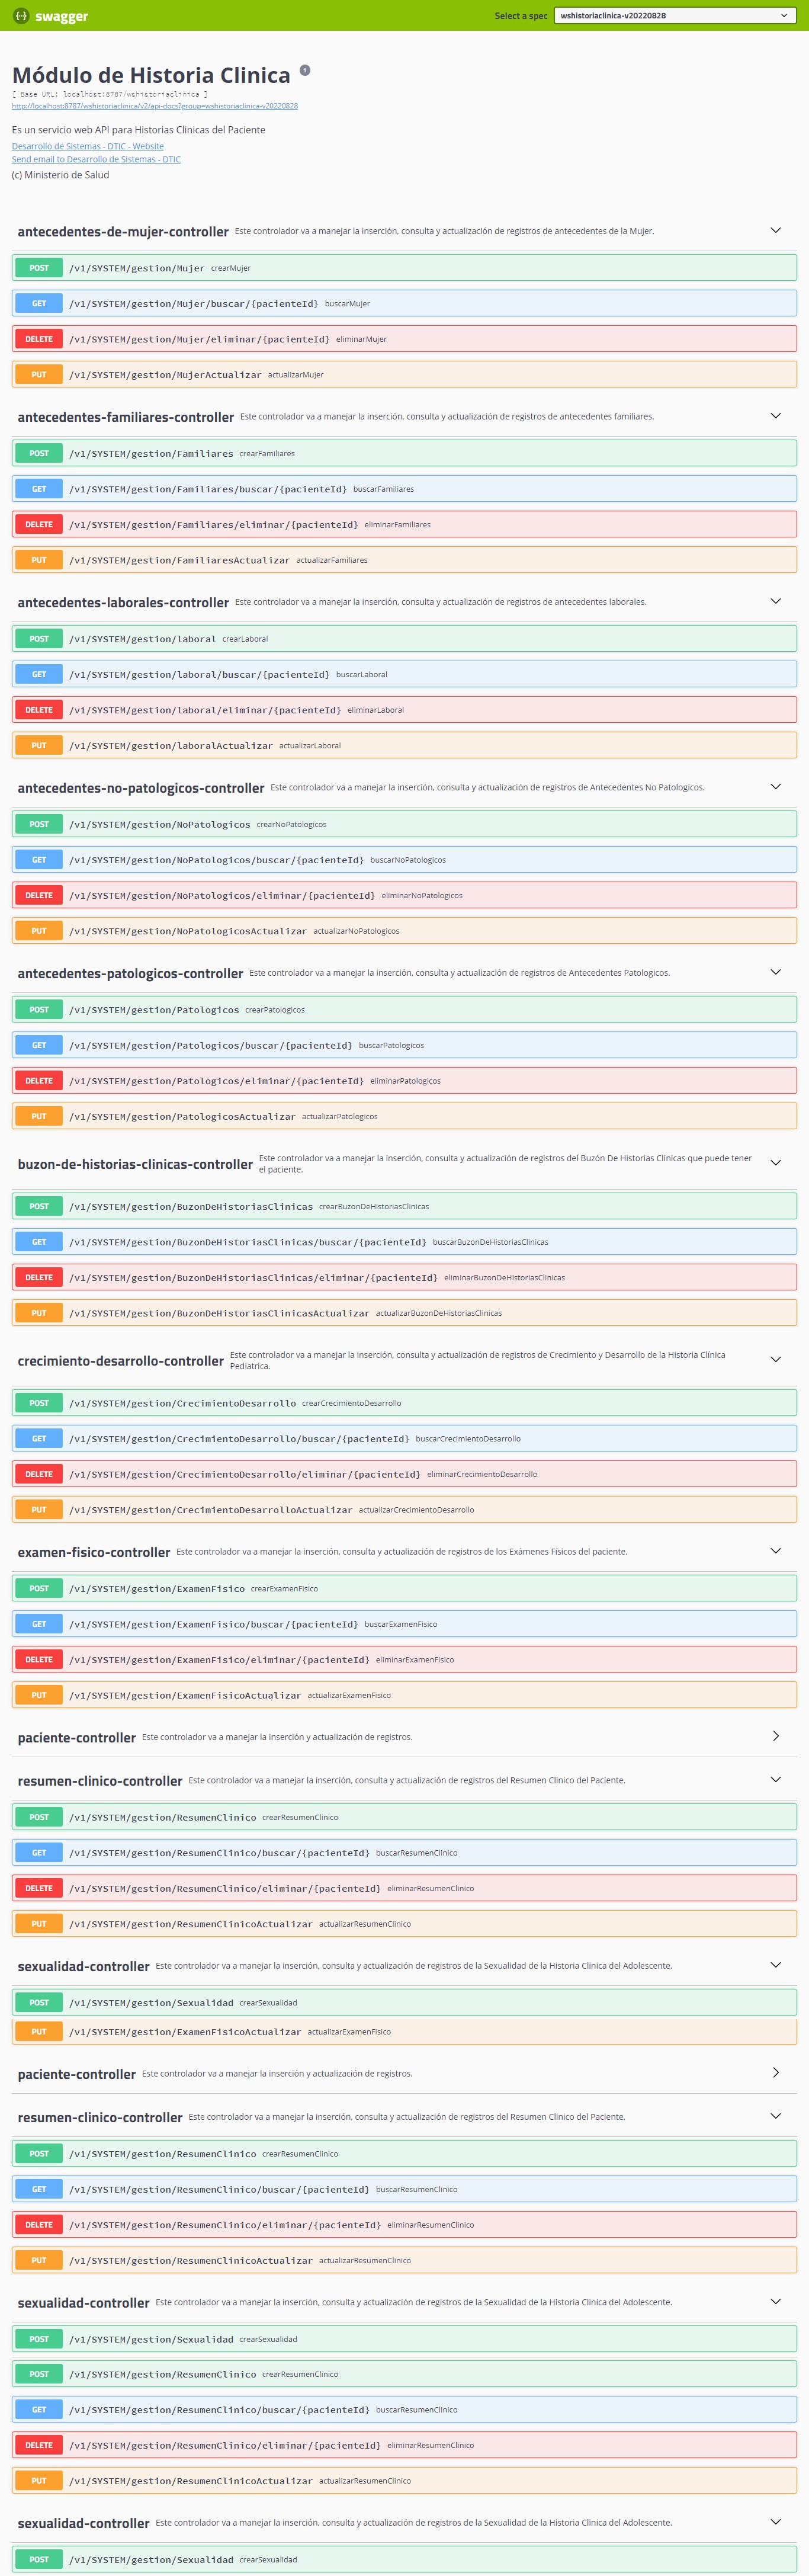 swagger
Select a spec
wshistoriaclinica-v20220828
Módulo de Historia Clinica 1
[ Base URL: localhost:8787/wshistoriaclinica ]
http://localhost:8787/wshistoriaclinica/v2/api-docs?group=wshistoriaclinica-v20220828
Es un servicio web API para Historias Clinicas del Paciente
Desarrollo de Sistemas - DTIC - Website
Send email to Desarrollo de Sistemas - DTIC
(c) Ministerio de Salud
antecedentes-de-mujer-controller Este controlador va a manejar la inserción, consulta y actualización de registros de antecedentes de la Mujer.
POST /v1/SYSTEM/gestion/Mujer crearMujer
GET /v1/SYSTEM/gestion/Mujer/buscar/{pacienteId} buscarMujer
DELETE /v1/SYSTEM/gestion/Mujer/eliminar/{pacienteId} eliminarMujer
PUT /v1/SYSTEM/gestion/MujerActualizar actualizarMujer
antecedentes-familiares-controller Este controlador va a manejar la inserción, consulta y actualización de registros de antecedentes familiares.
POST /v1/SYSTEM/gestion/Familiares crearFamiliares
GET /v1/SYSTEM/gestion/Familiares/buscar/{pacienteId} buscarFamiliares
DELETE /v1/SYSTEM/gestion/Familiares/eliminar/{pacienteId} eliminarFamiliares
PUT /v1/SYSTEM/gestion/FamiliaresActualizar actualizarFamiliares
antecedentes-laborales-controller Este controlador va a manejar la inserción, consulta y actualización de registros de antecedentes laborales.
POST /v1/SYSTEM/gestion/laboral crearLaboral
GET /v1/SYSTEM/gestion/laboral/buscar/{pacienteId} buscarLaboral
DELETE /v1/SYSTEM/gestion/laboral/eliminar/{pacienteId} eliminarLaboral
PUT /v1/SYSTEM/gestion/laboralActualizar actualizarLaboral
antecedentes-no-patologicos-controller Este controlador va a manejar la inserción, consulta y actualización de registros de Antecedentes No Patologicos.
POST /v1/SYSTEM/gestion/NoPatologicos crearNoPatologicos
GET /v1/SYSTEM/gestion/NoPatologicos/buscar/{pacienteId} buscarNoPatologicos
DELETE /v1/SYSTEM/gestion/NoPatologicos/eliminar/{pacienteId} eliminarNoPatologicos
PUT /v1/SYSTEM/gestion/NoPatologicosActualizar actualizarNoPatologicos
antecedentes-patologicos-controller Este controlador va a manejar la inserción, consulta y actualización de registros de Antecedentes Patologicos.
POST /v1/SYSTEM/gestion/Patologicos crearPatologicos
GET /v1/SYSTEM/gestion/Patologicos/buscar/{pacienteId} buscarPatologicos
DELETE /v1/SYSTEM/gestion/Patologicos/eliminar/{pacienteId} eliminarPatologicos
PUT /v1/SYSTEM/gestion/PatologicosActualizar actualizarPatologicos
buzon-de-historias-clinicas-controller Este controlador va a manejar la inserción, consulta y actualización de registros del Buzón De Historias Clinicas que puede tener
el paciente.
POST /v1/SYSTEM/gestion/BuzonDeHistoriasClinicas crearBuzonDeHistoriasClinicas
GET /v1/SYSTEM/gestion/BuzonDeHistoriasClinicas/buscar/{pacienteId} buscarBuzonDeHistoriasClinicas
DELETE /v1/SYSTEM/gestion/BuzonDeHistoriasClinicas/eliminar/{pacienteId} eliminarBuzonDeHistoriasClinicas
PUT /v1/SYSTEM/gestion/BuzonDeHistoriasClinicasActualizar actualizarBuzonDeHistoriasClinicas
crecimiento-desarrollo-controller Este controlador va a manejar la inserción, consulta y actualización de registros de Crecimiento y Desarrollo de la Historia Clínica
Pediatrica.
POST /v1/SYSTEM/gestion/CrecimientoDesarrollo crearCrecimientoDesarrollo
GET /v1/SYSTEM/gestion/CrecimientoDesarrollo/buscar/{pacienteId} buscarCrecimientoDesarrollo
DELETE /v1/SYSTEM/gestion/CrecimientoDesarrollo/eliminar/{pacienteId} eliminarCrecimientoDesarrollo
PUT /v1/SYSTEM/gestion/CrecimientoDesarrolloActualizar actualizarCrecimientoDesarrollo
examen-fisico-controller Este controlador va a manejar la inserción, consulta y actualización de registros de los Exámenes Físicos del paciente.
POST /v1/SYSTEM/gestion/ExamenFisico crearExamenFisico
GET /v1/SYSTEM/gestion/ExamenFisico/buscar/{pacienteId} buscarExamenFisico
DELETE /v1/SYSTEM/gestion/ExamenFisico/eliminar/{pacienteId} eliminarExamenFisico
PUT /v1/SYSTEM/gestion/ExamenFisicoActualizar actualizarExamenFisico
paciente-controller Este controlador va a manejar la inserción y actualización de registros.
resumen-clinico-controller Este controlador va a manejar la inserción, consulta y actualización de registros del Resumen Clinico del Paciente.
POST /v1/SYSTEM/gestion/ResumenClinico crearResumenClinico
GET /v1/SYSTEM/gestion/ResumenClinico/buscar/{pacienteId} buscarResumenClinico
DELETE /v1/SYSTEM/gestion/ResumenClinico/eliminar/{pacienteId} eliminarResumenClinico
PUT /v1/SYSTEM/gestion/ResumenClinicoActualizar actualizarResumenClinico
sexualidad-controller Este controlador va a manejar la inserción, consulta y actualización de registros de la Sexualidad de la Historia Clinica del Adolescente.
POST /v1/SYSTEM/gestion/Sexualidad crearSexualidad
PUT /v1/SYSTEM/gestion/ExamenFisicoActualizar actualizarExamenFisico
paciente-controller Este controlador va a manejar la inserción y actualización de registros.
resumen-clinico-controller Este controlador va a manejar la inserción, consulta y actualización de registros del Resumen Clinico del Paciente.
POST /v1/SYSTEM/gestion/ResumenClinico crearResumenClinico
GET /v1/SYSTEM/gestion/ResumenClinico/buscar/{pacienteId} buscarResumenClinico
DELETE /v1/SYSTEM/gestion/ResumenClinico/eliminar/{pacienteId} eliminarResumenClinico
PUT /v1/SYSTEM/gestion/ResumenClinicoActualizar actualizarResumenClinico
sexualidad-controller Este controlador va a manejar la inserción, consulta y actualización de registros de la Sexualidad de la Historia Clinica del Adolescente.
POST /v1/SYSTEM/gestion/Sexualidad crearSexualidad
POST /v1/SYSTEM/gestion/ResumenClinico crearResumenClinico
GET /v1/SYSTEM/gestion/ResumenClinico/buscar/{pacienteId} buscarResumenClinico
DELETE /v1/SYSTEM/gestion/ResumenClinico/eliminar/{pacienteId} eliminarResumenClinico
PUT /v1/SYSTEM/gestion/ResumenClinicoActualizar actualizarResumenClinico
sexualidad-controller Este controlador va a manejar la inserción, consulta y actualización de registros de la Sexualidad de la Historia Clinica del Adolescente.
POST /v1/SYSTEM/gestion/Sexualidad crearSexualidad